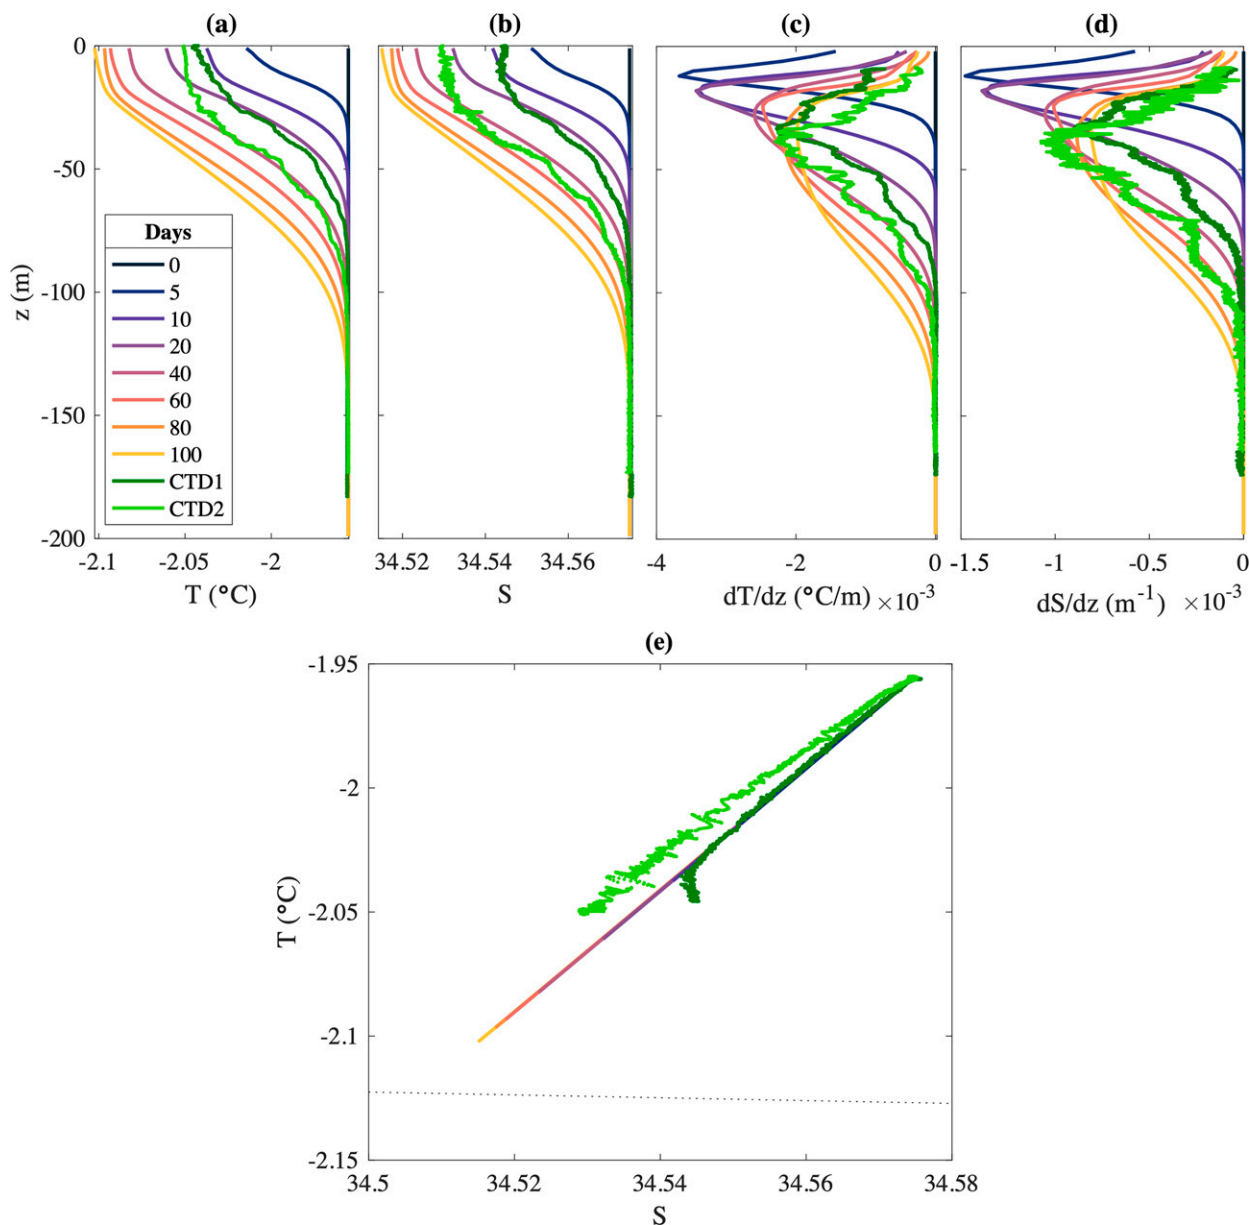 (a)
(b)
(c)
(d)
0
-50
-100
-150
-200
z (m)
Days
0
5
10
20
40
60
80
100
CTD1
CTD2
-2.1 -2.05 -2
T (°C)
34.52 34.54 34.56
S
-4 -2 0
dT/dz (°C/m) ×10-3
-1.5 -1 -0.5 0
dS/dz (m-1) ×10-3
(e)
-1.95
-2
-2.05
-2.1
-2.15
T (°C)
34.5 34.52 34.54 34.56 34.58
S